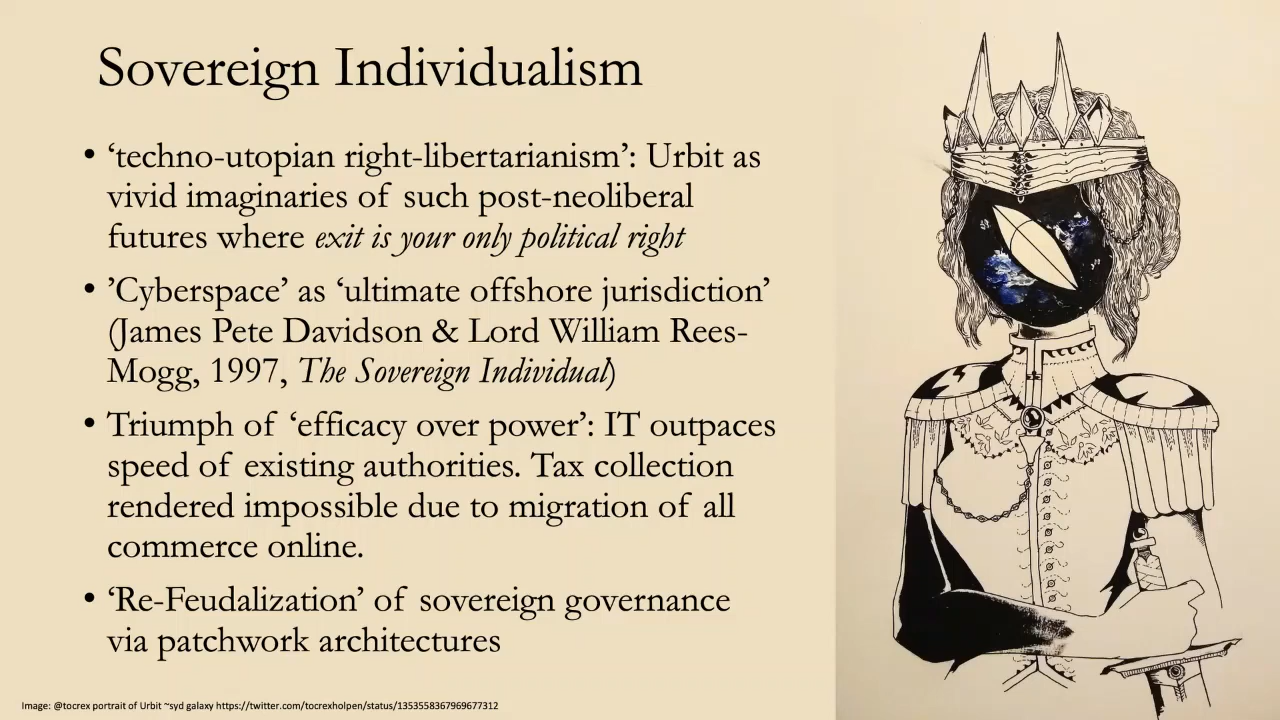 Sovereign Individualism
• ‘techno-utopian right-libertarianism’: Urbit as
vivid imaginaries of such post-neoliberal
futures where exit is your only political right
• ’Cyberspace’ as ‘ultimate offshore jurisdiction’
(James Pete Davidson & Lord William Rees-
Mogg, 1997, The Sovereign Individual)
• Triumph of ‘efficacy over power’: IT outpaces
speed of existing authorities. Tax collection
rendered impossible due to migration of all
commerce online.
• ‘Re-Feudalization’ of sovereign governance
via patchwork architectures
Image: @tocrex portrait of Urbit ~syd galaxy https://twitter.com/tocrexholpen/status/1353558367969677312